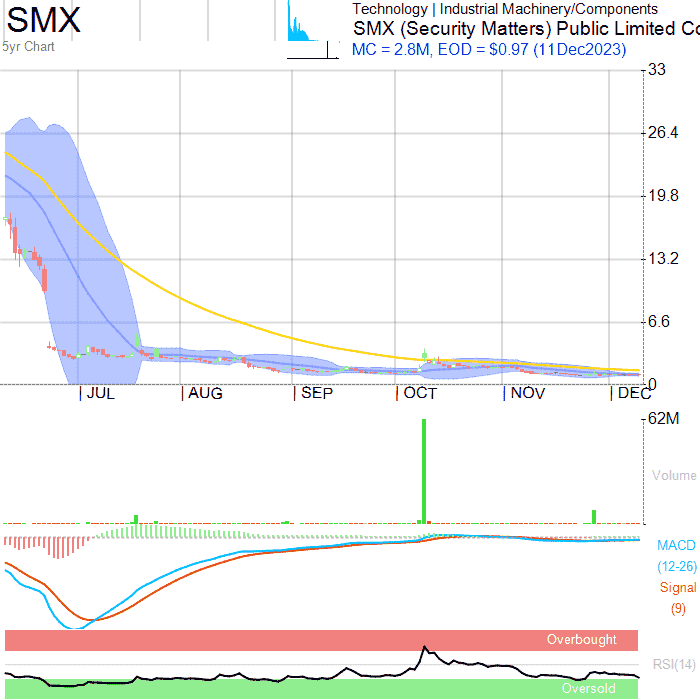 SMX
5yr Chart
Technology | Industrial Machinery/Components
SMX (Security Matters) Public Limited Co
MC = 2.8M, EOD = $0.97 (11Dec2023)
33
26.4
19.8
13.2
6.6
0
JUL AUG SEP OCT NOV DEC
62M
Volume
MACD
(12-26)
Signal
(9)
Overbought
RSI(14)
Oversold